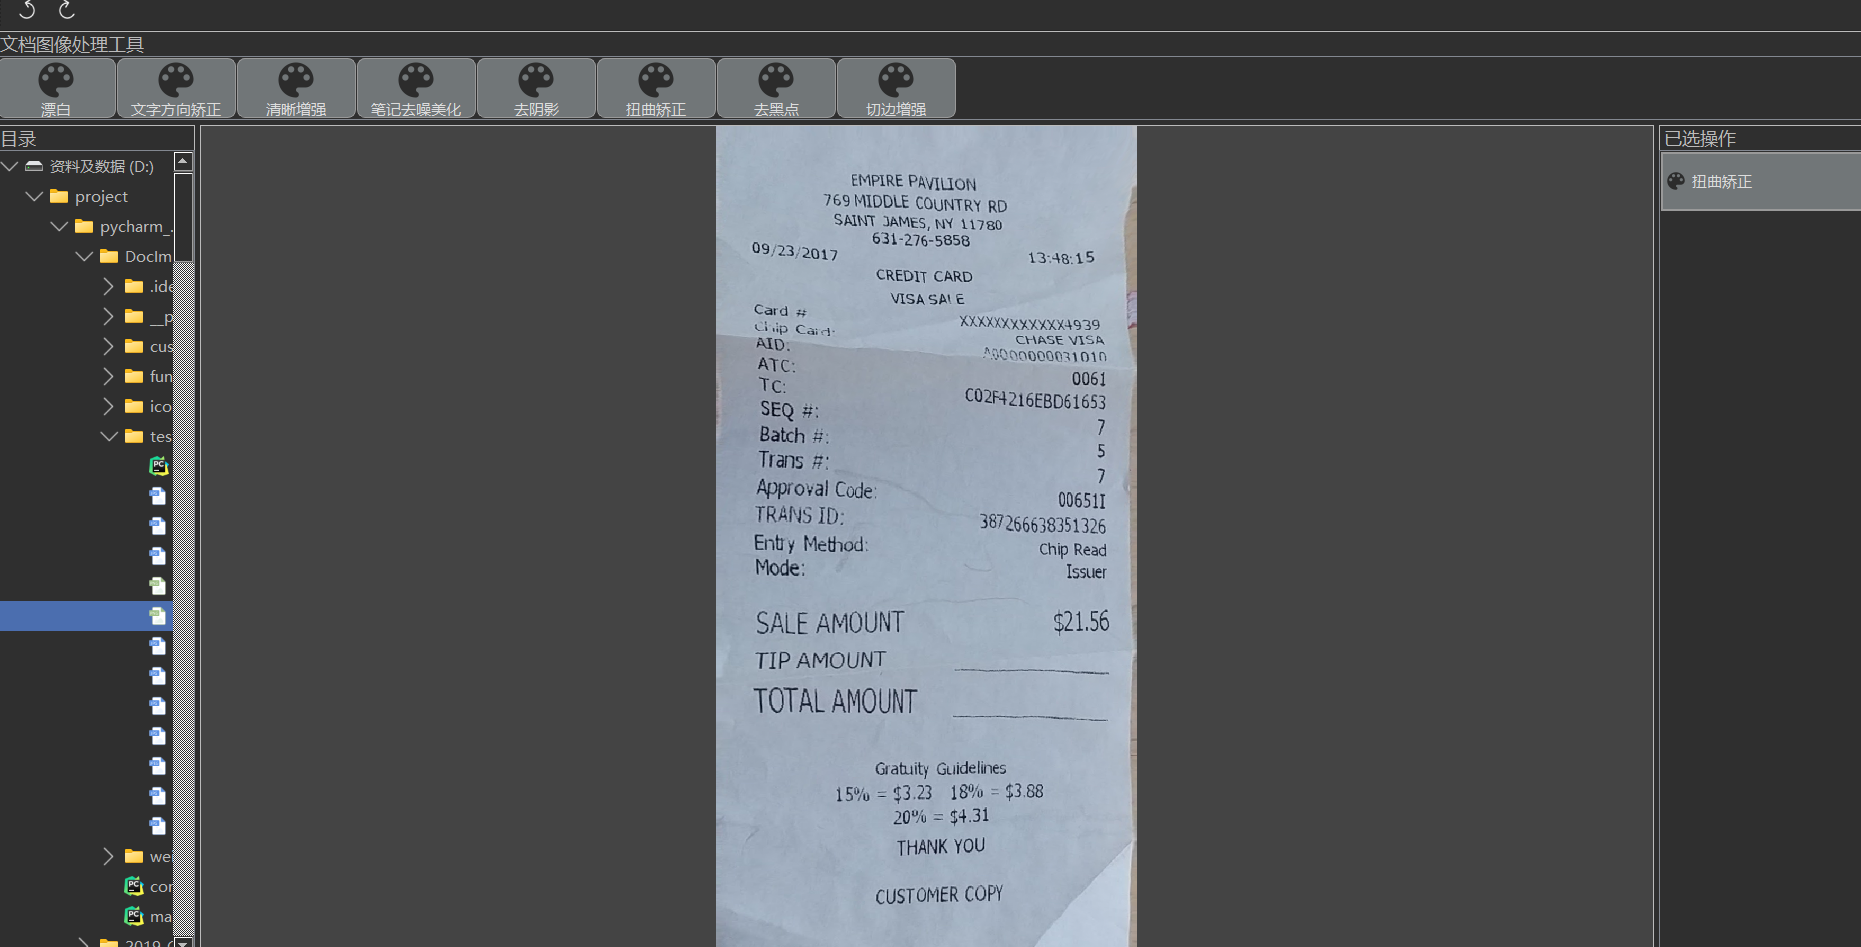 文档图像处理工具
漂白
文字方向矫正
清晰增强
笔记去噪美化
去阴影
扭曲矫正
去黑点
切边增强
目录
资料及数据 (D:)
project
pycharm_
DocIm
.ide
__p
cus
fun
ico
tes
PC
wei
PC
cor
PC
ma
2019
EMPIRE PAVILION
769 MIDDLE COUNTRY RD
SAINT JAMES, NY 11780
631-276-5858
09/23/2017 13:48:15
CREDIT CARD
VISA SALE
Card # XXXXXXXXXXXX4939
Chip Card: CHASE VISA
AID: A0000000031010
ATC: 0061
TC: C02F4216EBD61653
SEQ #: 7
Batch #: 5
Trans #: 7
Approval Code: 00651I
TRANS ID: 387266638351326
Entry Method: Chip Read
Mode: Issuer
SALE AMOUNT $21.56
TIP AMOUNT
TOTAL AMOUNT
Gratuity Guidelines
15% = $3.23 18% = $3.88
20% = $4.31
THANK YOU
CUSTOMER COPY
已选操作
扭曲矫正